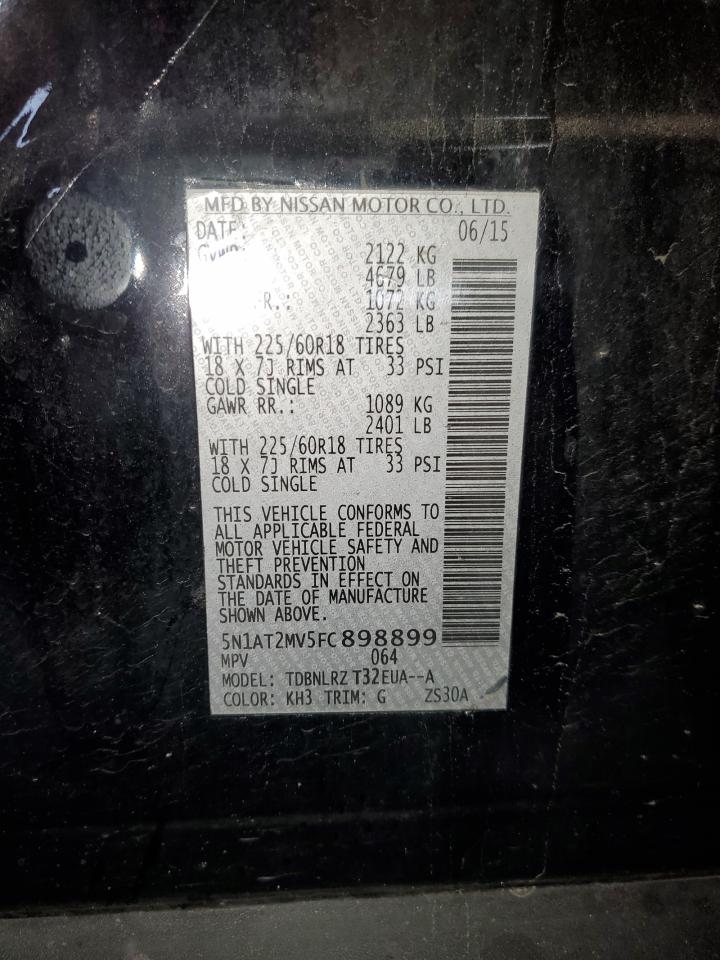 MFD BY NISSAN MOTOR CO., LTD.
DATE: 06/15
GVWR: 2122 KG
4679 LB
R.: 1072 KG
2363 LB
WITH 225/60R18 TIRES
18 X 7J RIMS AT 33 PSI
COLD SINGLE
GAWR RR.: 1089 KG
2401 LB
WITH 225/60R18 TIRES
18 X 7J RIMS AT 33 PSI
COLD SINGLE
THIS VEHICLE CONFORMS TO
ALL APPLICABLE FEDERAL
MOTOR VEHICLE SAFETY AND
THEFT PREVENTION
STANDARDS IN EFFECT ON
THE DATE OF MANUFACTURE
SHOWN ABOVE.
5N1AT2MV5FC898899
MPV 064
MODEL: TDBNLRZ T32EUA--A
COLOR: KH3 TRIM: G ZS30A